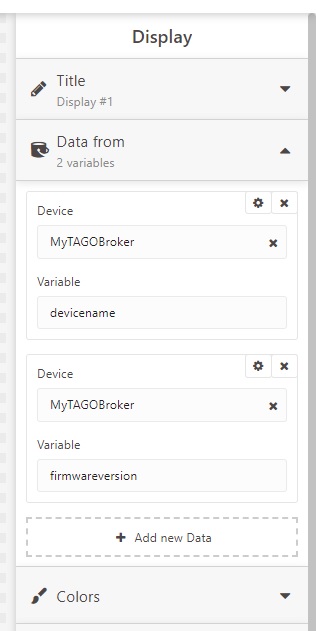 Display
Title
Display #1
Data from
2 variables
Device
MyTAGOBroker
Variable
devicename
Device
MyTAGOBroker
Variable
firmwareversion
Add new Data
Colors